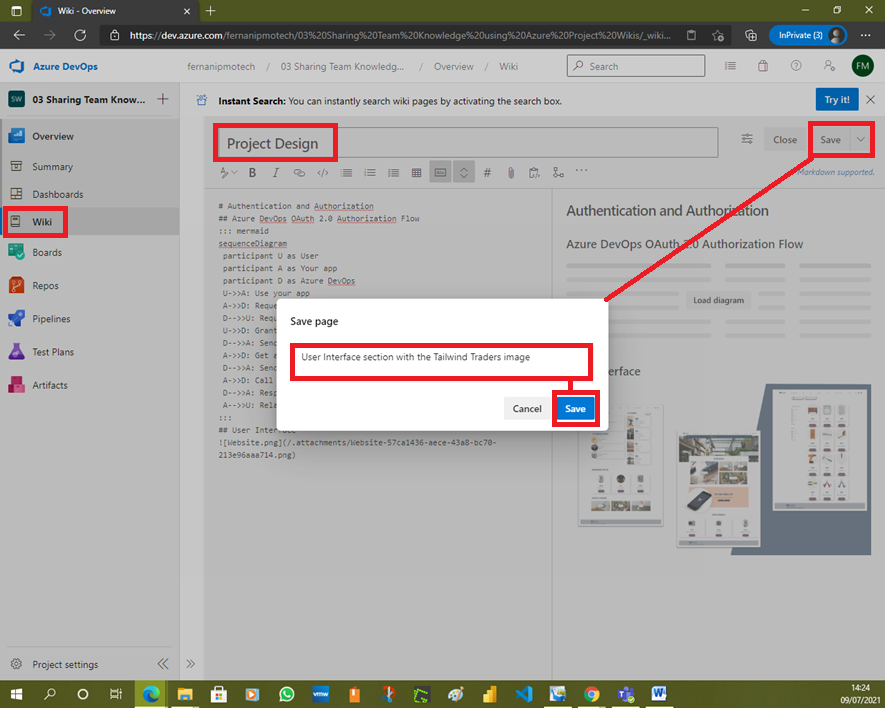 Wiki - Overview
https://dev.azure.com/fernanipmotech/03%20Sharing%20Team%20Knowledge%20using%20Azure%20Project%20Wikis/_wiki...
InPrivate (3)
Azure DevOps
fernanipmotech / 03 Sharing Team Knowledg... / Overview / Wiki
Search
FM
SW
03 Sharing Team Know...
Instant Search: You can instantly search wiki pages by activating the search box.
Try it!
Overview
Summary
Dashboards
Wiki
Boards
Repos
Pipelines
Test Plans
Artifacts
Project settings
Project Design
Close
Save
Markdown supported.
# Authentication and Authorization
## Azure DevOps OAuth 2.0 Authorization Flow
::: mermaid
sequenceDiagram
participant U as User
participant A as Your app
participant D as Azure DevOps
U->>A: Use your app
A->>D: Reque
D-->>U: Requ
U->>D: Grant
D-->>A: Send
A->>D: Get a
D-->>A: Send
A->>D: Call
D-->>A: Resp
A-->>U: Rela
:::
## User Interface
![Website.png](/.attachments/Website-57ca1436-aece-43a8-bc70-
213e96aaa714.png)
Authentication and Authorization
Azure DevOps OAuth 2.0 Authorization Flow
Load diagram
erface
Save page
User Interface section with the Tailwind Traders image
Cancel
Save
14:24
09/07/2021